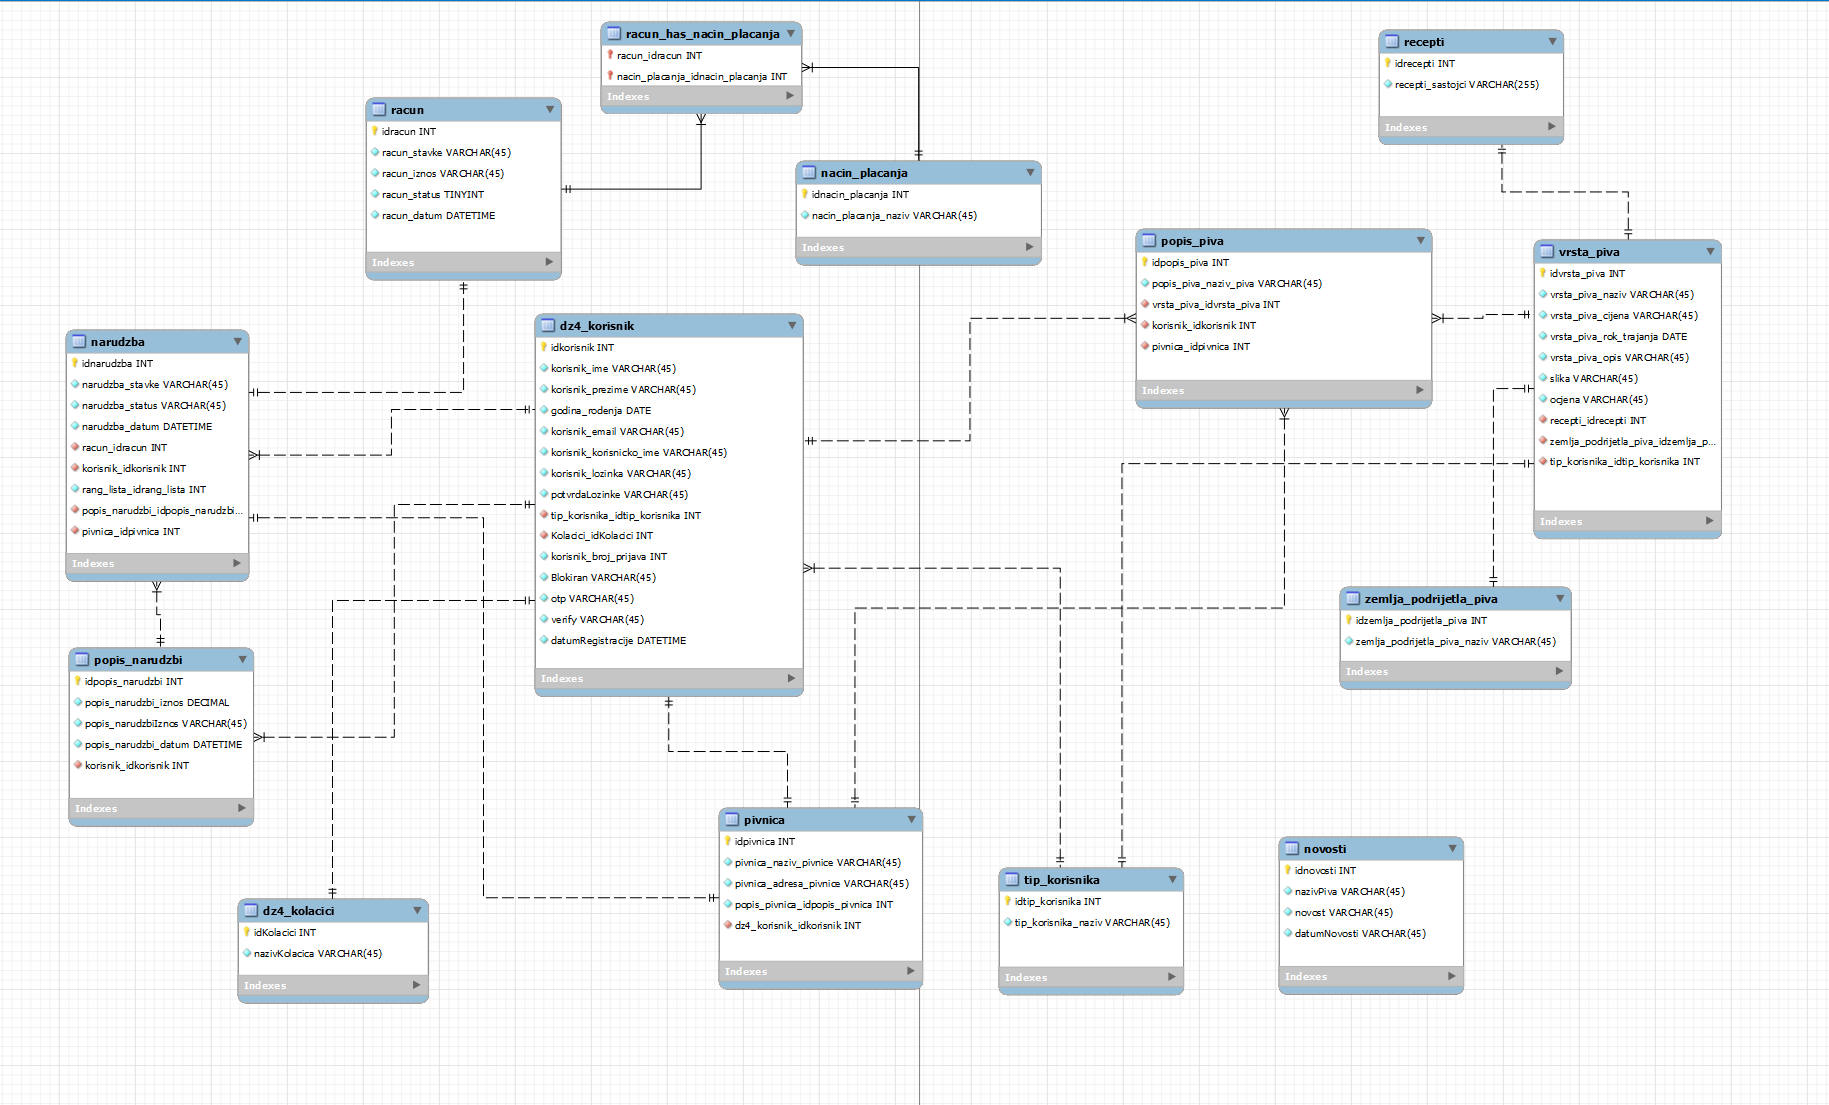 racun_has_nacin_placanja
racun_idracun INT
nacin_placanja_idnacin_placanja INT
Indexes
recepti
idrecepti INT
recepti_sastojci VARCHAR(255)
Indexes
racun
idracun INT
racun_stavke VARCHAR(45)
racun_iznos VARCHAR(45)
racun_status TINYINT
racun_datum DATETIME
Indexes
nacin_placanja
idnacin_placanja INT
nacin_placanja_naziv VARCHAR(45)
Indexes
popis_piva
idpopis_piva INT
popis_piva_naziv_piva VARCHAR(45)
vrsta_piva_idvrsta_piva INT
korisnik_idkorisnik INT
pivnica_idpivnica INT
Indexes
vrsta_piva
idvrsta_piva INT
vrsta_piva_naziv VARCHAR(45)
vrsta_piva_cijena VARCHAR(45)
vrsta_piva_rok_trajanja DATE
vrsta_piva_opis VARCHAR(45)
slika VARCHAR(45)
ocjena VARCHAR(45)
recepti_idrecepti INT
zemlja_podrijetla_piva_idzemlja_p...
tip_korisnika_idtip_korisnika INT
Indexes
narudzba
idnarudzba INT
narudzba_stavke VARCHAR(45)
narudzba_status VARCHAR(45)
narudzba_datum DATETIME
racun_idracun INT
korisnik_idkorisnik INT
rang_lista_idrang_lista INT
popis_narudzbi_idpopis_narudzbi...
pivnica_idpivnica INT
Indexes
dz4_korisnik
idkorisnik INT
korisnik_ime VARCHAR(45)
korisnik_prezime VARCHAR(45)
godina_rodenja DATE
korisnik_email VARCHAR(45)
korisnik_korisnicko_ime VARCHAR(45)
korisnik_lozinka VARCHAR(45)
potvrdaLozinke VARCHAR(45)
tip_korisnika_idtip_korisnika INT
Kolacici_idKolacici INT
korisnik_broj_prijava INT
Blokiran VARCHAR(45)
otp VARCHAR(45)
verify VARCHAR(45)
datumRegistracije DATETIME
Indexes
zemlja_podrijetla_piva
idzemlja_podrijetla_piva INT
zemlja_podrijetla_piva_naziv VARCHAR(45)
Indexes
popis_narudzbi
idpopis_narudzbi INT
popis_narudzbi_iznos DECIMAL
popis_narudzbiIznos VARCHAR(45)
popis_narudzbi_datum DATETIME
korisnik_idkorisnik INT
Indexes
pivnica
idpivnica INT
pivnica_naziv_pivnice VARCHAR(45)
pivnica_adresa_pivnice VARCHAR(45)
popis_pivnica_idpopis_pivnica INT
dz4_korisnik_idkorisnik INT
Indexes
tip_korisnika
idtip_korisnika INT
tip_korisnika_naziv VARCHAR(45)
Indexes
novosti
idnovosti INT
nazivPiva VARCHAR(45)
novost VARCHAR(45)
datumNovosti VARCHAR(45)
Indexes
dz4_kolacici
idKolacici INT
nazivKolacica VARCHAR(45)
Indexes